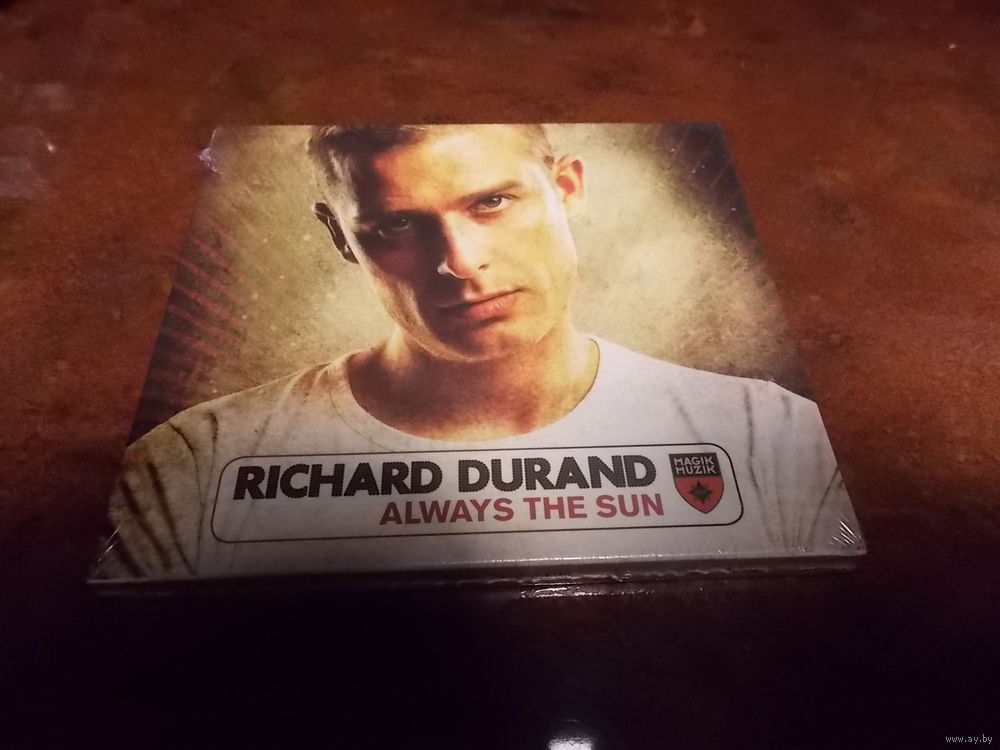 RICHARD DURAND
ALWAYS THE SUN
MAGIK
MUZIK
www.ay.by